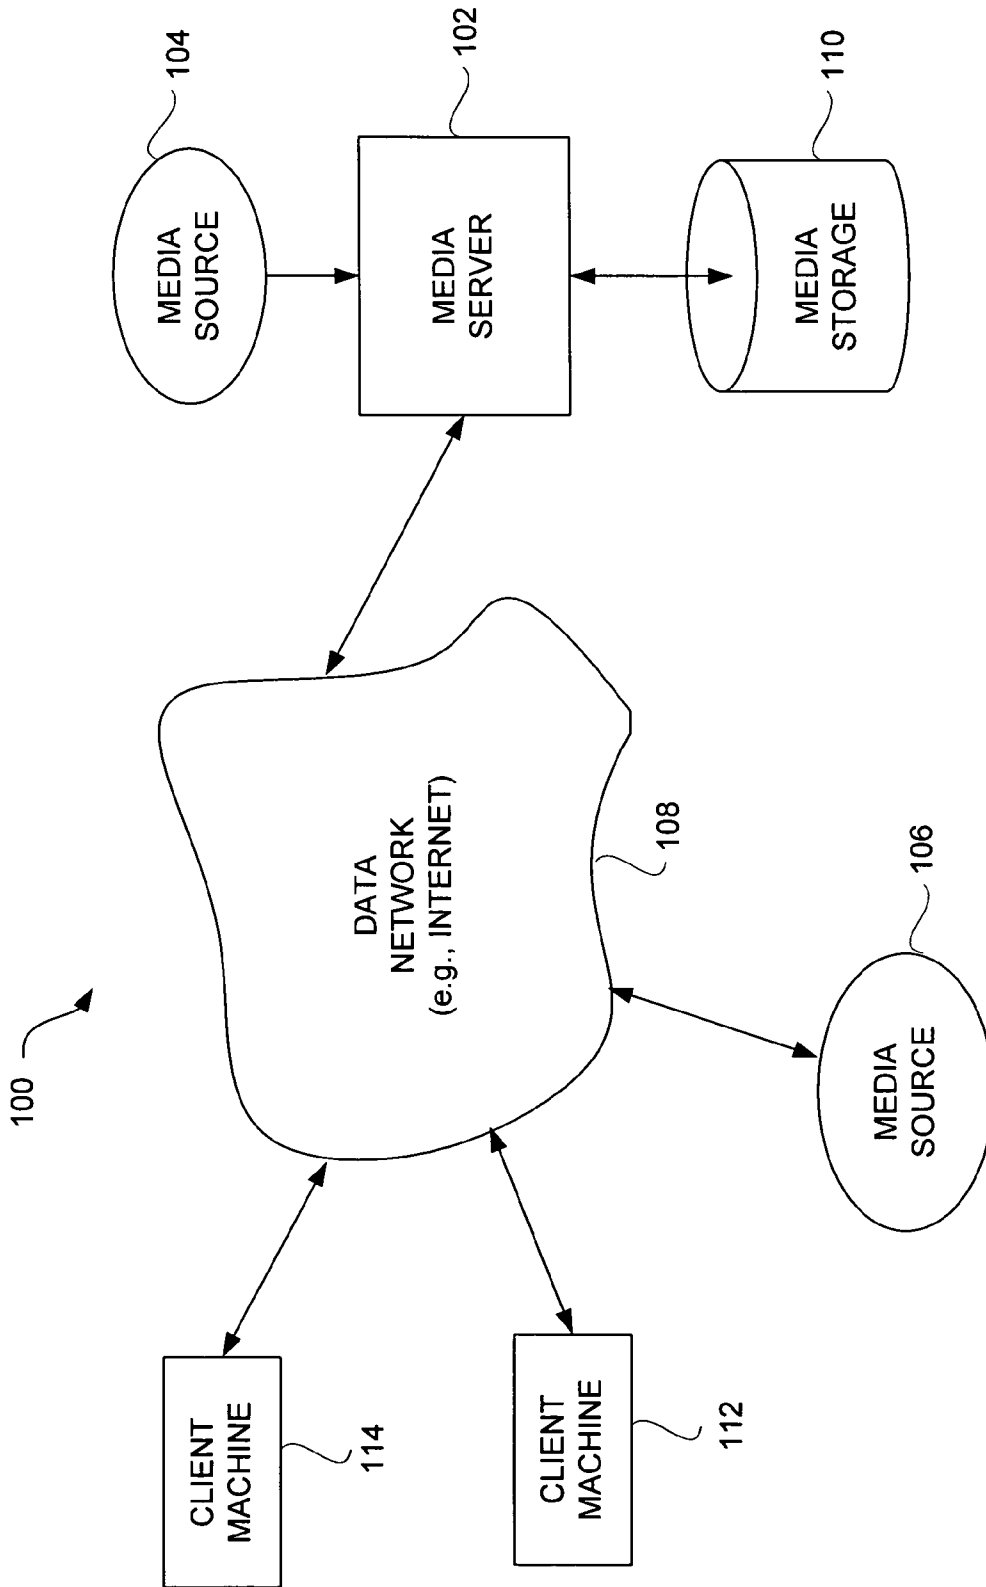 100
CLIENT
MACHINE
114
CLIENT
MACHINE
112
DATA
NETWORK
(e.g., INTERNET)
108
MEDIA
SOURCE
106
MEDIA
SOURCE
104
MEDIA
SERVER
102
MEDIA
STORAGE
110